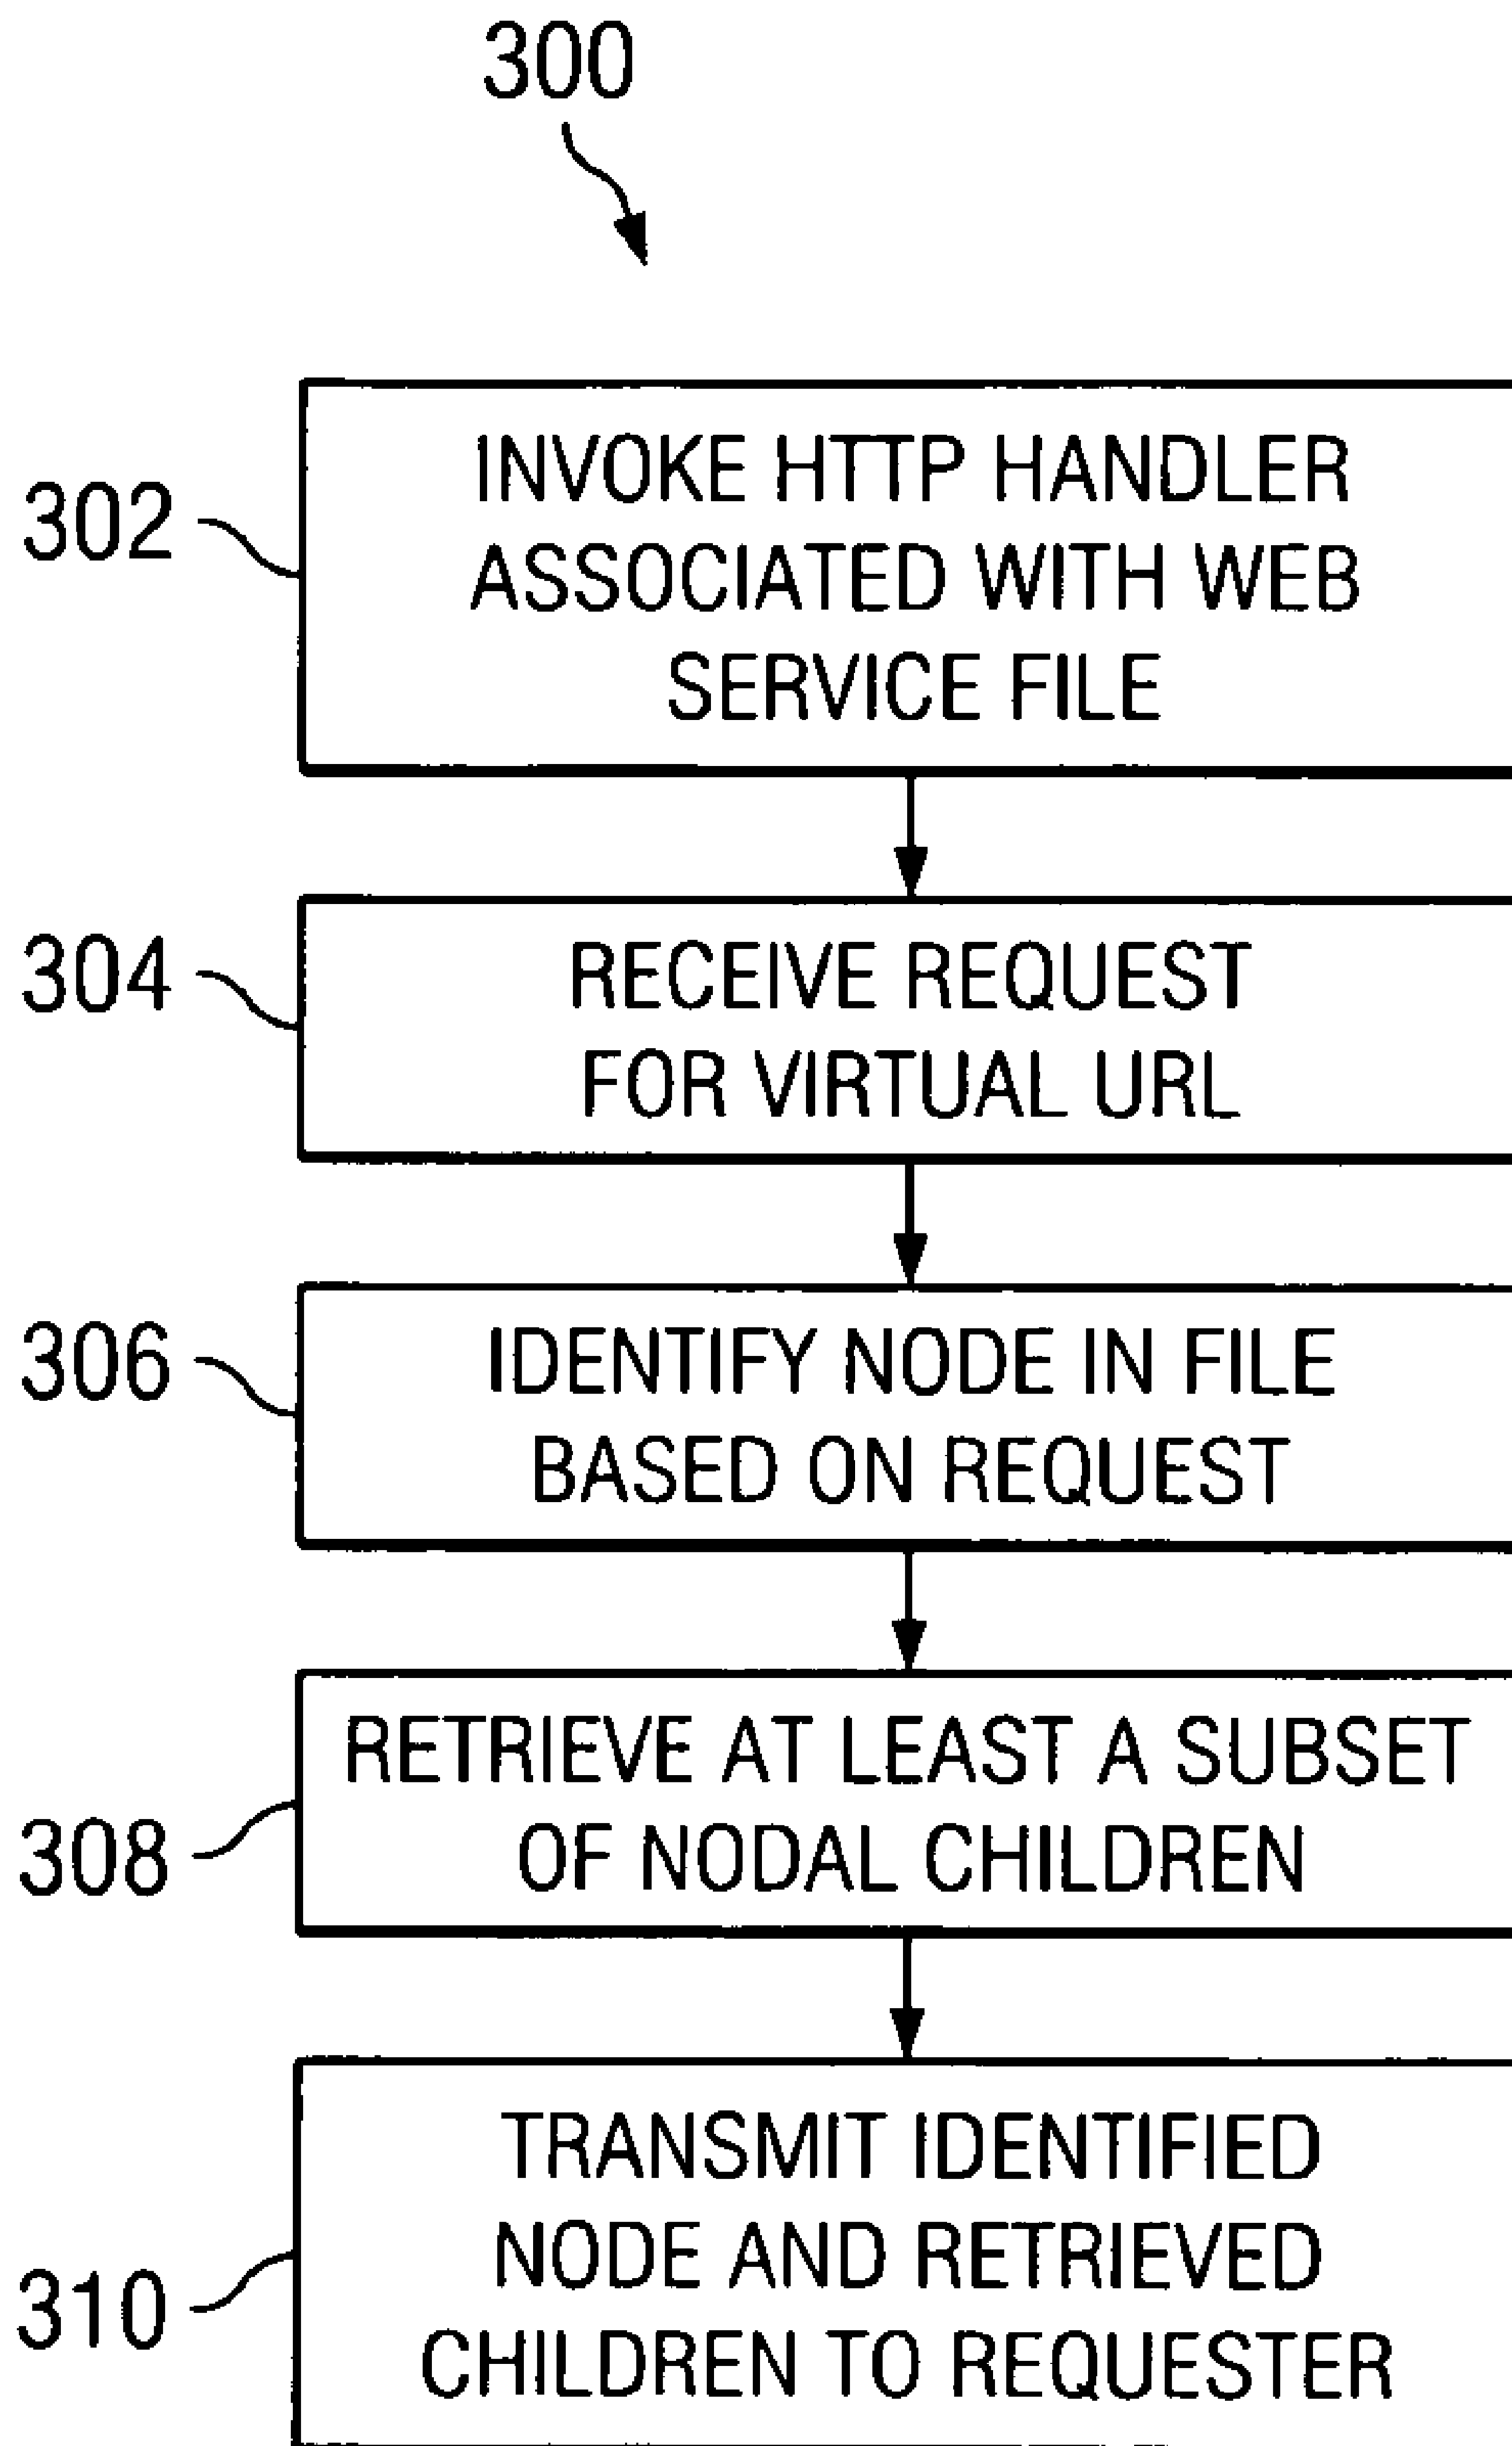 300
302
INVOKE HTTP HANDLER
ASSOCIATED WITH WEB
SERVICE FILE
304
RECEIVE REQUEST
FOR VIRTUAL URL
306
IDENTIFY NODE IN FILE
BASED ON REQUEST
308
RETRIEVE AT LEAST A SUBSET
OF NODAL CHILDREN
310
TRANSMIT IDENTIFIED
NODE AND RETRIEVED
CHILDREN TO REQUESTER